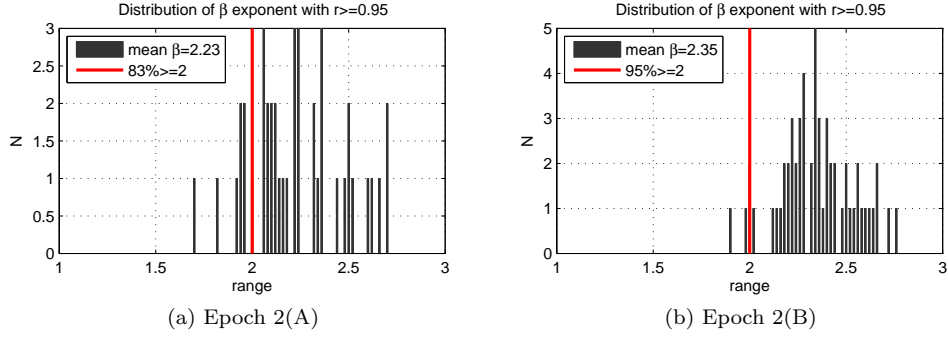 Distribution of β exponent with r>=0.95
mean β=2.23
83%>=2
N
3
2.5
2
1.5
1
0.5
0
1
1.5
2
2.5
3
range
(a) Epoch 2(A)
Distribution of β exponent with r>=0.95
mean β=2.35
95%>=2
N
5
4
3
2
1
0
1
1.5
2
2.5
3
range
(b) Epoch 2(B)